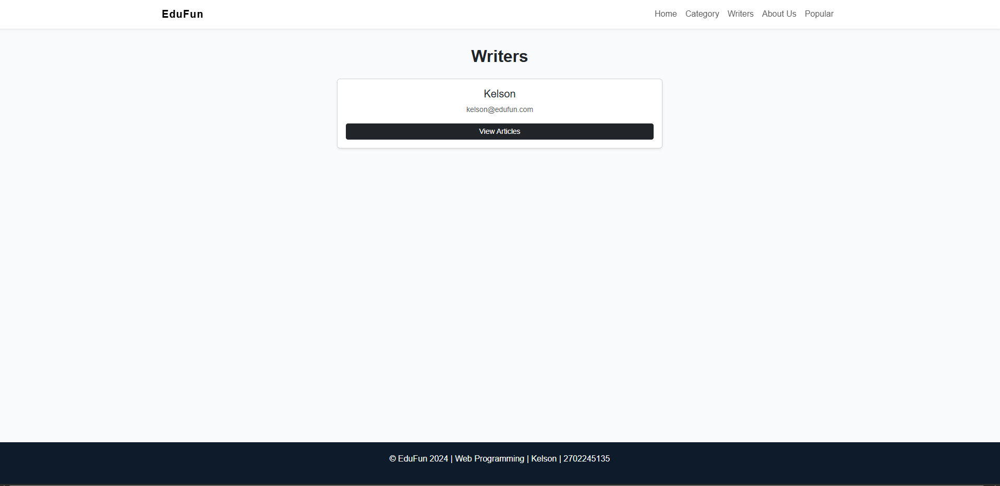 EduFun
Home Category Writers About Us Popular
Writers
Kelson
kelson@edufun.com
View Articles
© EduFun 2024 | Web Programming | Kelson | 2702245135